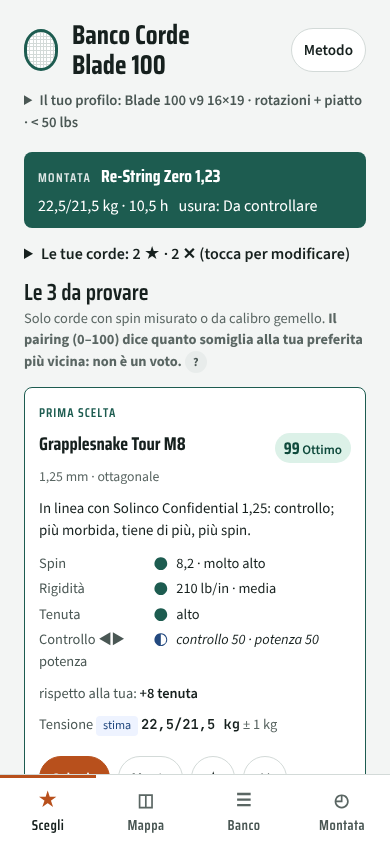 Banco Corde
Blade 100
Metodo
▶ Il tuo profilo: Blade 100 v9 16×19 · rotazioni + piatto
· < 50 lbs
MONTATA Re-String Zero 1,23
22,5/21,5 kg · 10,5 h usura: Da controllare
▶ Le tue corde: 2 ★ · 2 ✕ (tocca per modificare)
Le 3 da provare
Solo corde con spin misurato o da calibro gemello. Il
pairing (0–100) dice quanto somiglia alla tua preferita
più vicina: non è un voto. ?
PRIMA SCELTA
Grapplesnake Tour M8
99 Ottimo
1,25 mm · ottagonale
In linea con Solinco Confidential 1,25: controllo;
più morbida, tiene di più, più spin.
Spin 8,2 · molto alto
Rigidità 210 lb/in · media
Tenuta alto
Controllo ◀▶ controllo 50 · potenza 50
potenza
rispetto alla tua: +8 tenuta
Tensione stima 22,5/21,5 kg ± 1 kg
Scegli
Mappa
Banco
Montata